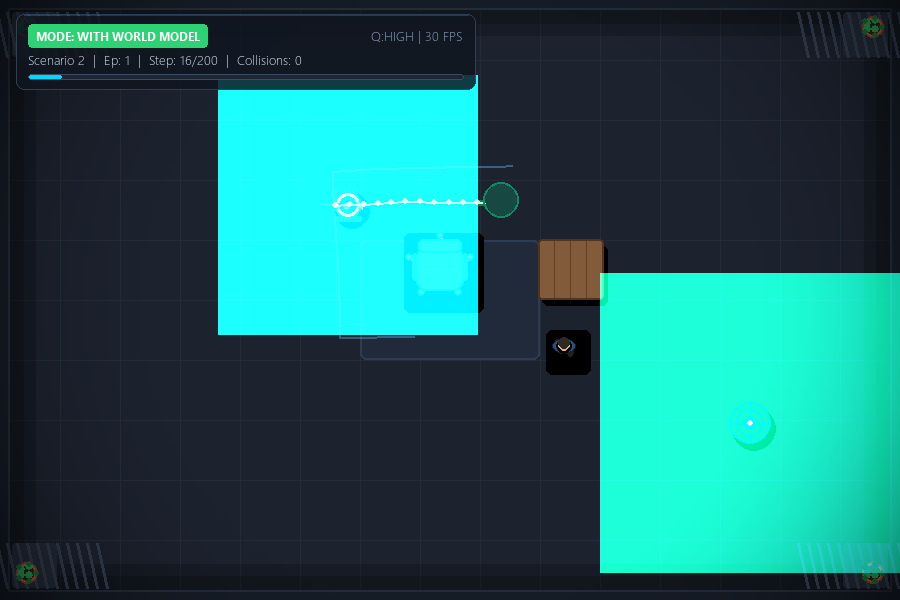 MODE: WITH WORLD MODEL
Q:HIGH | 30 FPS
Scenario 2 | Ep: 1 | Step: 16/200 | Collisions: 0